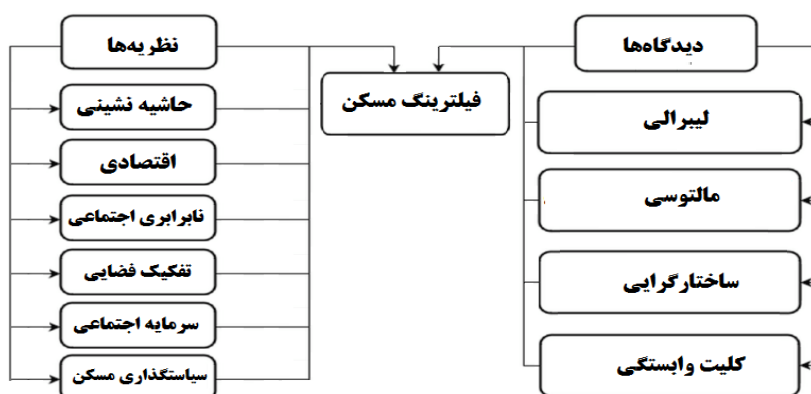 دیدگاه‌ها
لیبرالی
مالتوسی
ساختارگرایی
کلیت وابستگی
فیلترینگ مسکن
نظریه‌ها
حاشیه نشینی
اقتصادی
نابرابری اجتماعی
تفکیک فضایی
سرمایه اجتماعی
سیاستگذاری مسکن